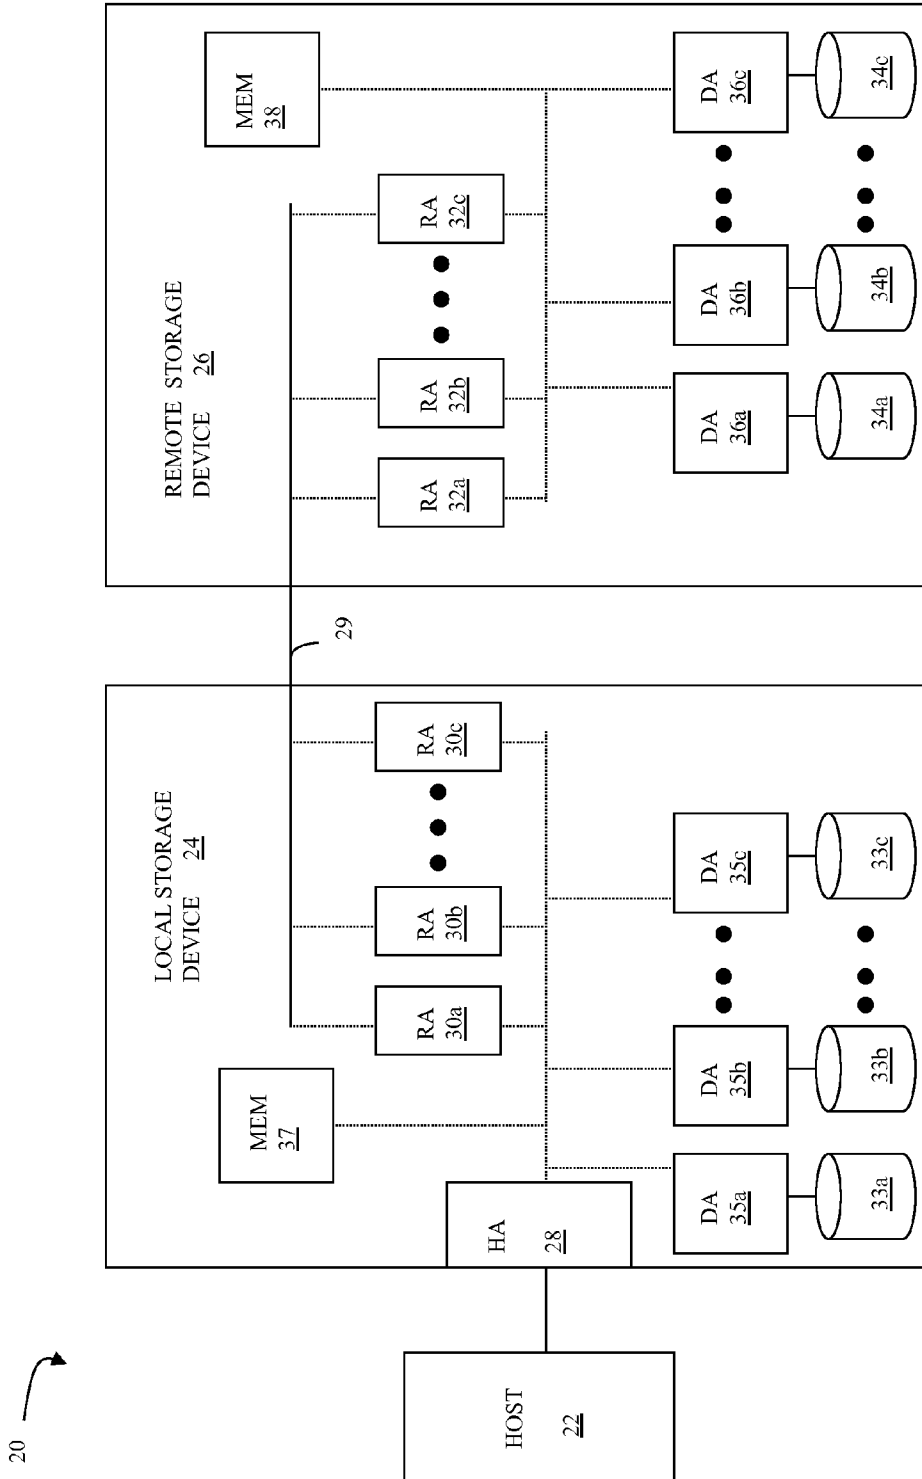 20
HOST
22
LOCAL STORAGE
DEVICE
24
HA
28
MEM
37
RA
30a
RA
30b
RA
30c
DA
35a
DA
35b
DA
35c
33a
33b
33c
29
REMOTE STORAGE
DEVICE
26
MEM
38
RA
32a
RA
32b
RA
32c
DA
36a
DA
36b
DA
36c
34a
34b
34c